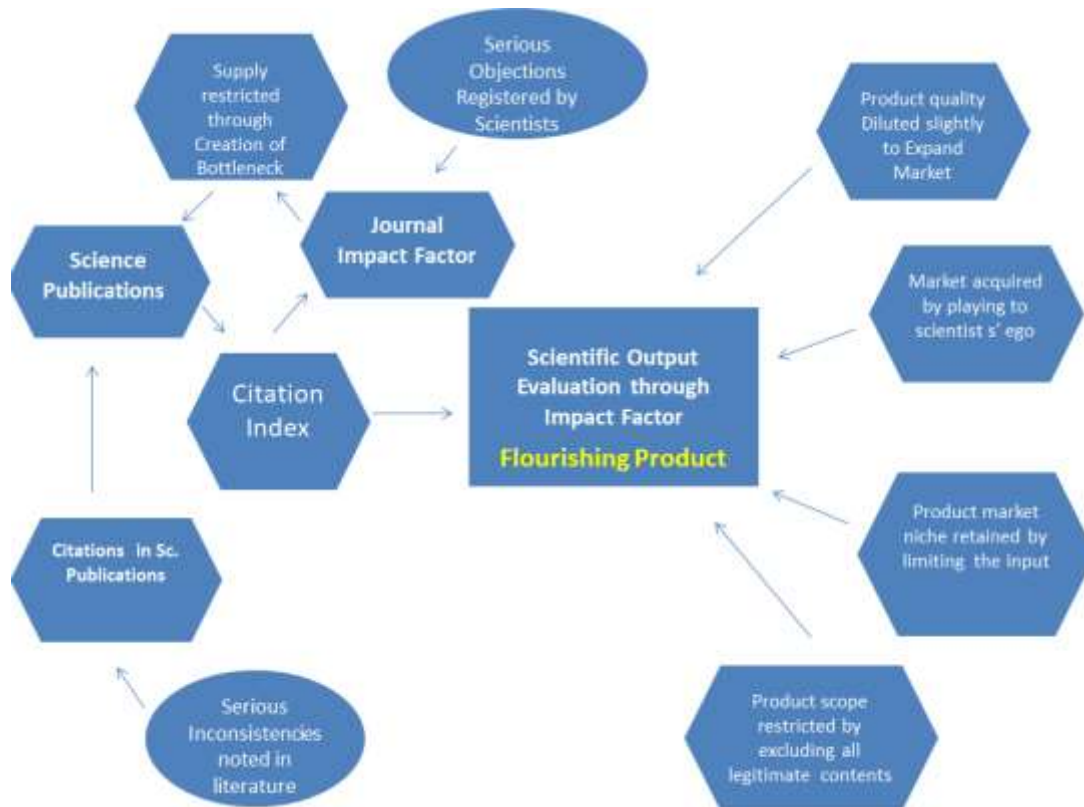 Supply
restricted
through
Creation of
Bottleneck
Serious
Objections
Registered by
Scientists
Product quality
Diluted slightly
to Expand
Market
Journal
Impact Factor
Science
Publications
Market acquired
by playing to
scientist s' ego
Citation
Index
Scientific Output
Evaluation through
Impact Factor
Flourishing Product
Product market
niche retained by
limiting the input
Citations in Sc.
Publications
Serious
Inconsistencies
noted in
literature
Product scope
restricted by
excluding all
legitimate contents